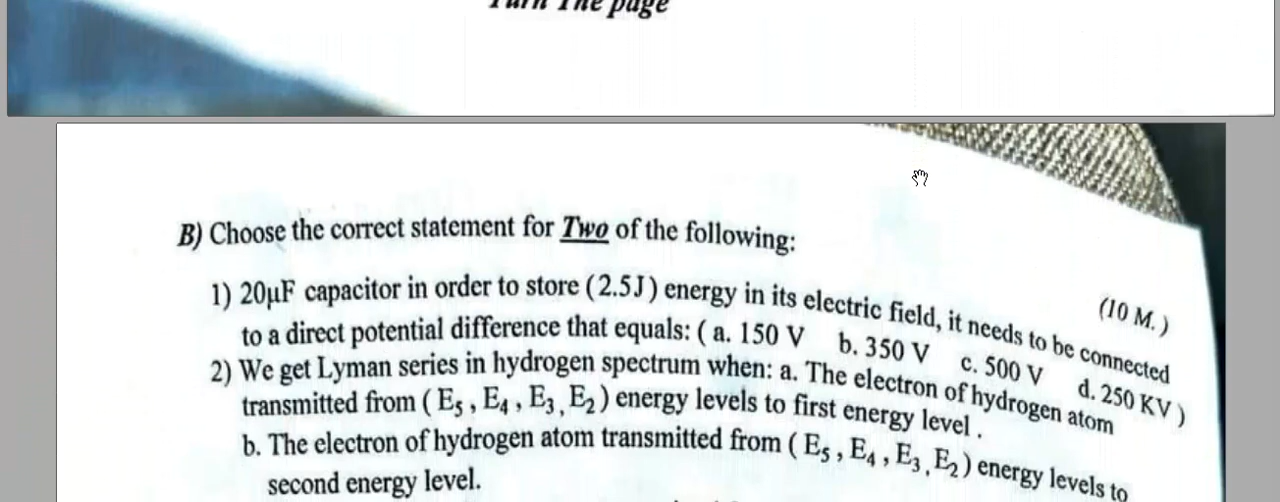 Turn The page
B) Choose the correct statement for Two of the following:
(10 M.)
1) 20μF capacitor in order to store (2.5J) energy in its electric field, it needs to be connected
to a direct potential difference that equals: ( a. 150 V b. 350 V c. 500 V d. 250 KV )
2) We get Lyman series in hydrogen spectrum when: a. The electron of hydrogen atom
transmitted from ( E5 , E4 , E3 , E2 ) energy levels to first energy level .
b. The electron of hydrogen atom transmitted from ( E5 , E4 , E3 , E2 ) energy levels to
second energy level.